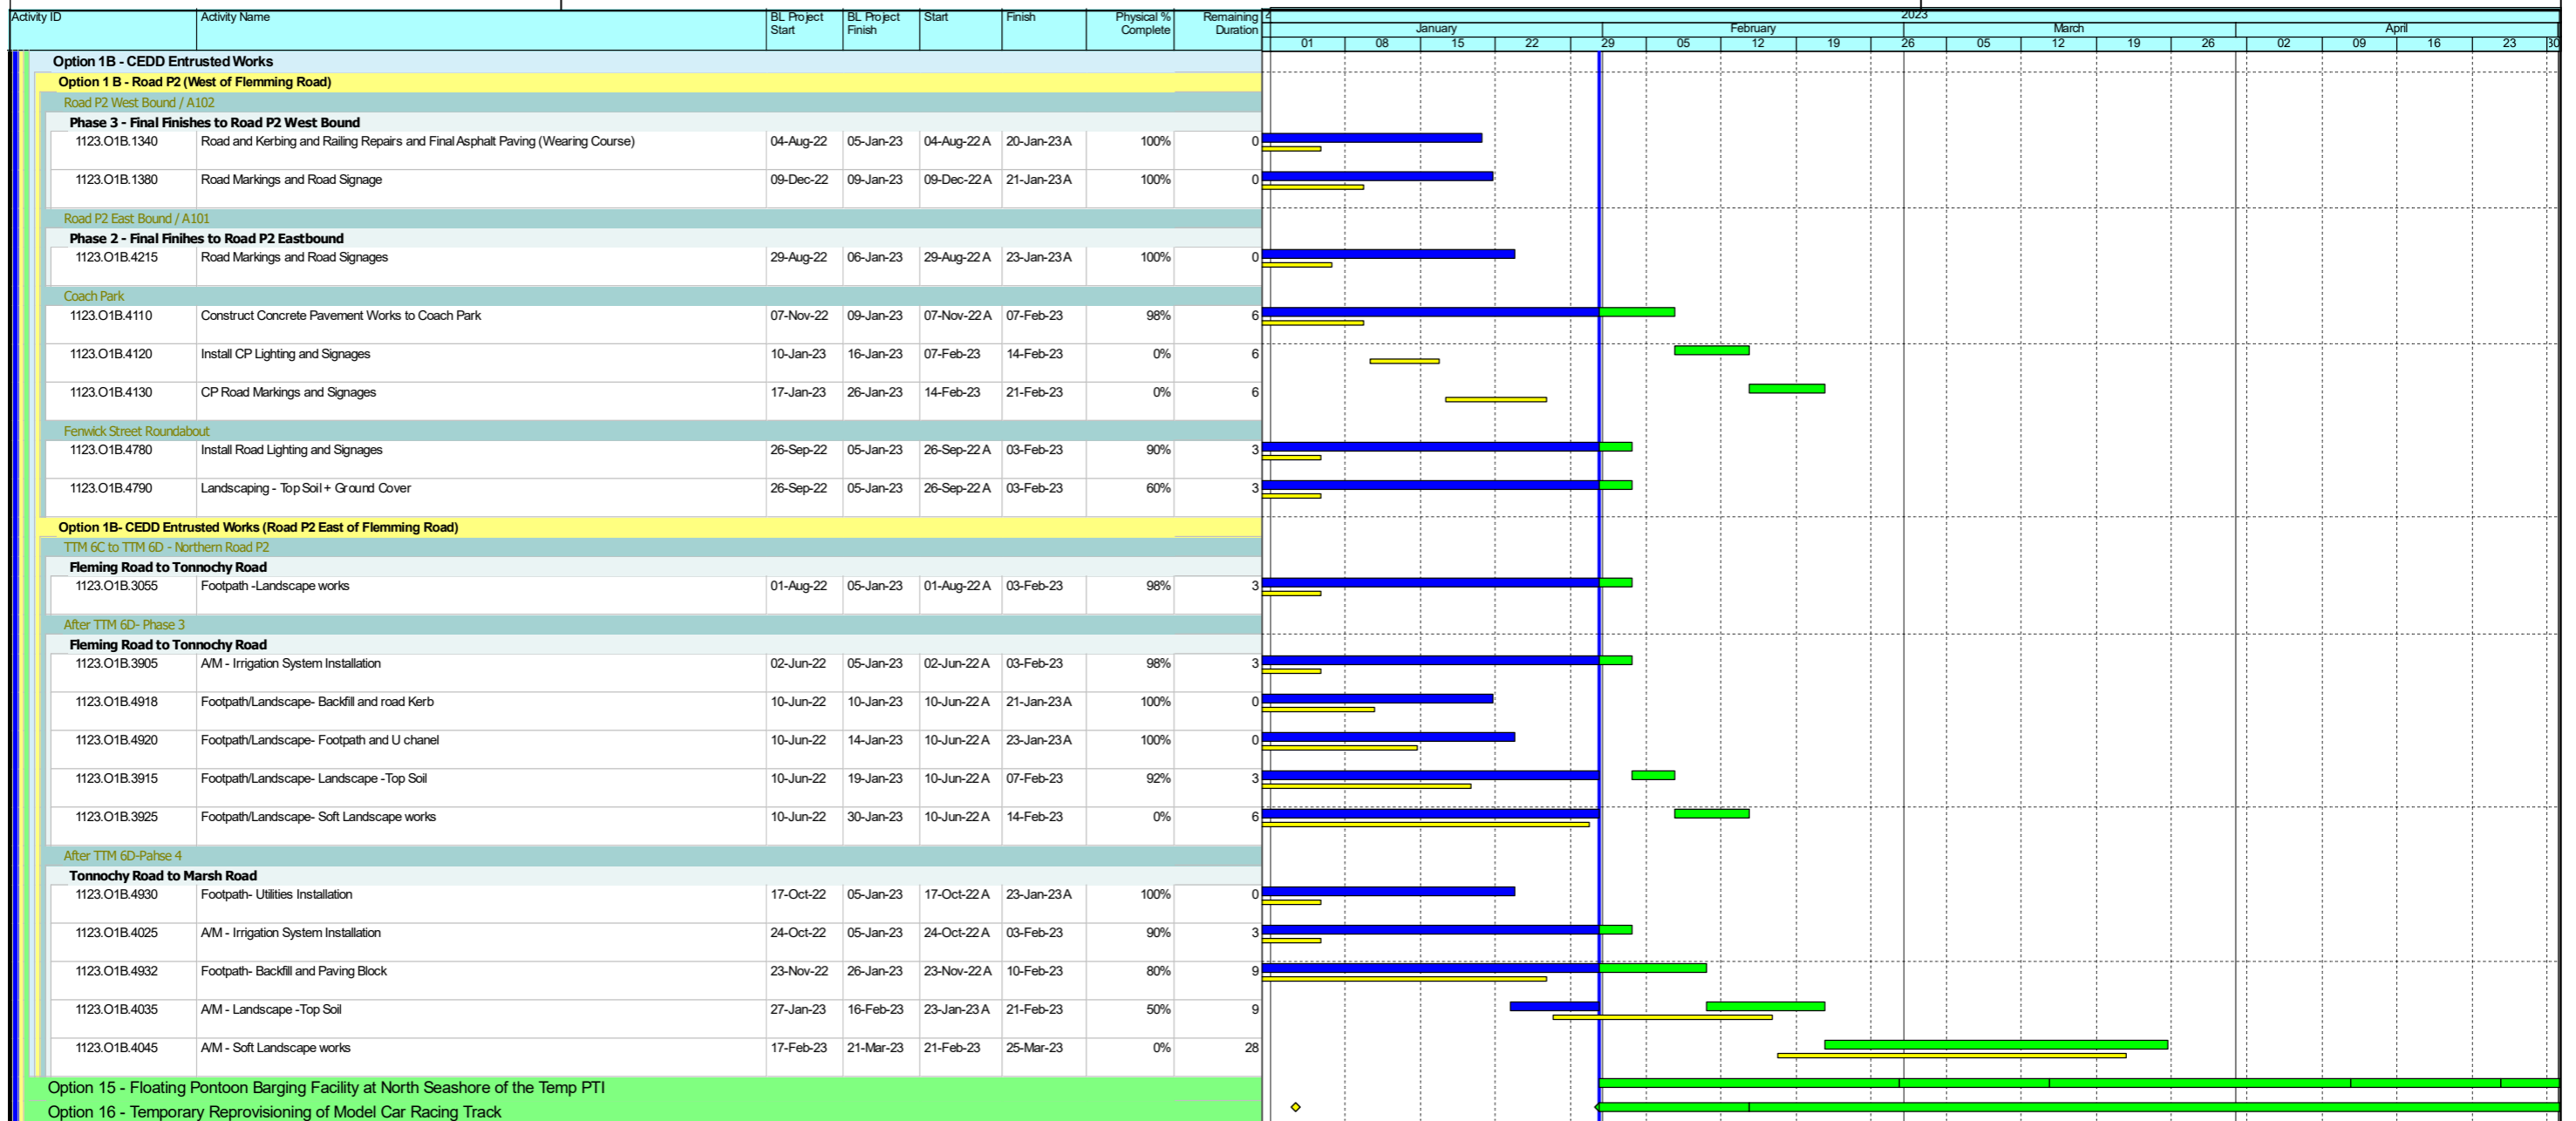 Activity ID Activity Name BL Project Start BL Project Finish Start Finish Physical % Complete Remaining Duration 2023
January February March April
01 08 15 22 29 05 12 19 26 05 12 19 26 02 09 16 23 30
Option 1B - CEDD Entrusted Works
Option 1 B - Road P2 (West of Flemming Road)
Road P2 West Bound / A102
Phase 3 - Final Finishes to Road P2 West Bound
1123.O1B.1340 Road and Kerbing and Railing Repairs and Final Asphalt Paving (Wearing Course) 04-Aug-22 05-Jan-23 04-Aug-22 A 20-Jan-23 A 100% 0
1123.O1B.1380 Road Markings and Road Signage 09-Dec-22 09-Jan-23 09-Dec-22 A 21-Jan-23 A 100% 0
Road P2 East Bound / A101
Phase 2 - Final Finihes to Road P2 Eastbound
1123.O1B.4215 Road Markings and Road Signages 29-Aug-22 06-Jan-23 29-Aug-22 A 23-Jan-23 A 100% 0
Coach Park
1123.O1B.4110 Construct Concrete Pavement Works to Coach Park 07-Nov-22 09-Jan-23 07-Nov-22 A 07-Feb-23 98% 6
1123.O1B.4120 Install CP Lighting and Signages 10-Jan-23 16-Jan-23 07-Feb-23 14-Feb-23 0% 6
1123.O1B.4130 CP Road Markings and Signages 17-Jan-23 26-Jan-23 14-Feb-23 21-Feb-23 0% 6
Fenwick Street Roundabout
1123.O1B.4780 Install Road Lighting and Signages 26-Sep-22 05-Jan-23 26-Sep-22 A 03-Feb-23 90% 3
1123.O1B.4790 Landscaping - Top Soil + Ground Cover 26-Sep-22 05-Jan-23 26-Sep-22 A 03-Feb-23 60% 3
Option 1B- CEDD Entrusted Works (Road P2 East of Flemming Road)
TTM 6C to TTM 6D - Northern Road P2
Fleming Road to Tonnochy Road
1123.O1B.3055 Footpath -Landscape works 01-Aug-22 05-Jan-23 01-Aug-22 A 03-Feb-23 98% 3
After TTM 6D- Phase 3
Fleming Road to Tonnochy Road
1123.O1B.3905 A/M - Irrigation System Installation 02-Jun-22 05-Jan-23 02-Jun-22 A 03-Feb-23 98% 3
1123.O1B.4918 Footpath/Landscape- Backfill and road Kerb 10-Jun-22 10-Jan-23 10-Jun-22 A 21-Jan-23 A 100% 0
1123.O1B.4920 Footpath/Landscape- Footpath and U chanel 10-Jun-22 14-Jan-23 10-Jun-22 A 23-Jan-23 A 100% 0
1123.O1B.3915 Footpath/Landscape- Landscape -Top Soil 10-Jun-22 19-Jan-23 10-Jun-22 A 07-Feb-23 92% 3
1123.O1B.3925 Footpath/Landscape- Soft Landscape works 10-Jun-22 30-Jan-23 10-Jun-22 A 14-Feb-23 0% 6
After TTM 6D-Pahse 4
Tonnochy Road to Marsh Road
1123.O1B.4930 Footpath- Utilities Installation 17-Oct-22 05-Jan-23 17-Oct-22 A 23-Jan-23 A 100% 0
1123.O1B.4025 A/M - Irrigation System Installation 24-Oct-22 05-Jan-23 24-Oct-22 A 03-Feb-23 90% 3
1123.O1B.4932 Footpath- Backfill and Paving Block 23-Nov-22 26-Jan-23 23-Nov-22 A 10-Feb-23 80% 9
1123.O1B.4035 A/M - Landscape -Top Soil 27-Jan-23 16-Feb-23 23-Jan-23 A 21-Feb-23 50% 9
1123.O1B.4045 A/M - Soft Landscape works 17-Feb-23 21-Mar-23 21-Feb-23 25-Mar-23 0% 28
Option 15 - Floating Pontoon Barging Facility at North Seashore of the Temp PTI
Option 16 - Temporary Reprovisioning of Model Car Racing Track